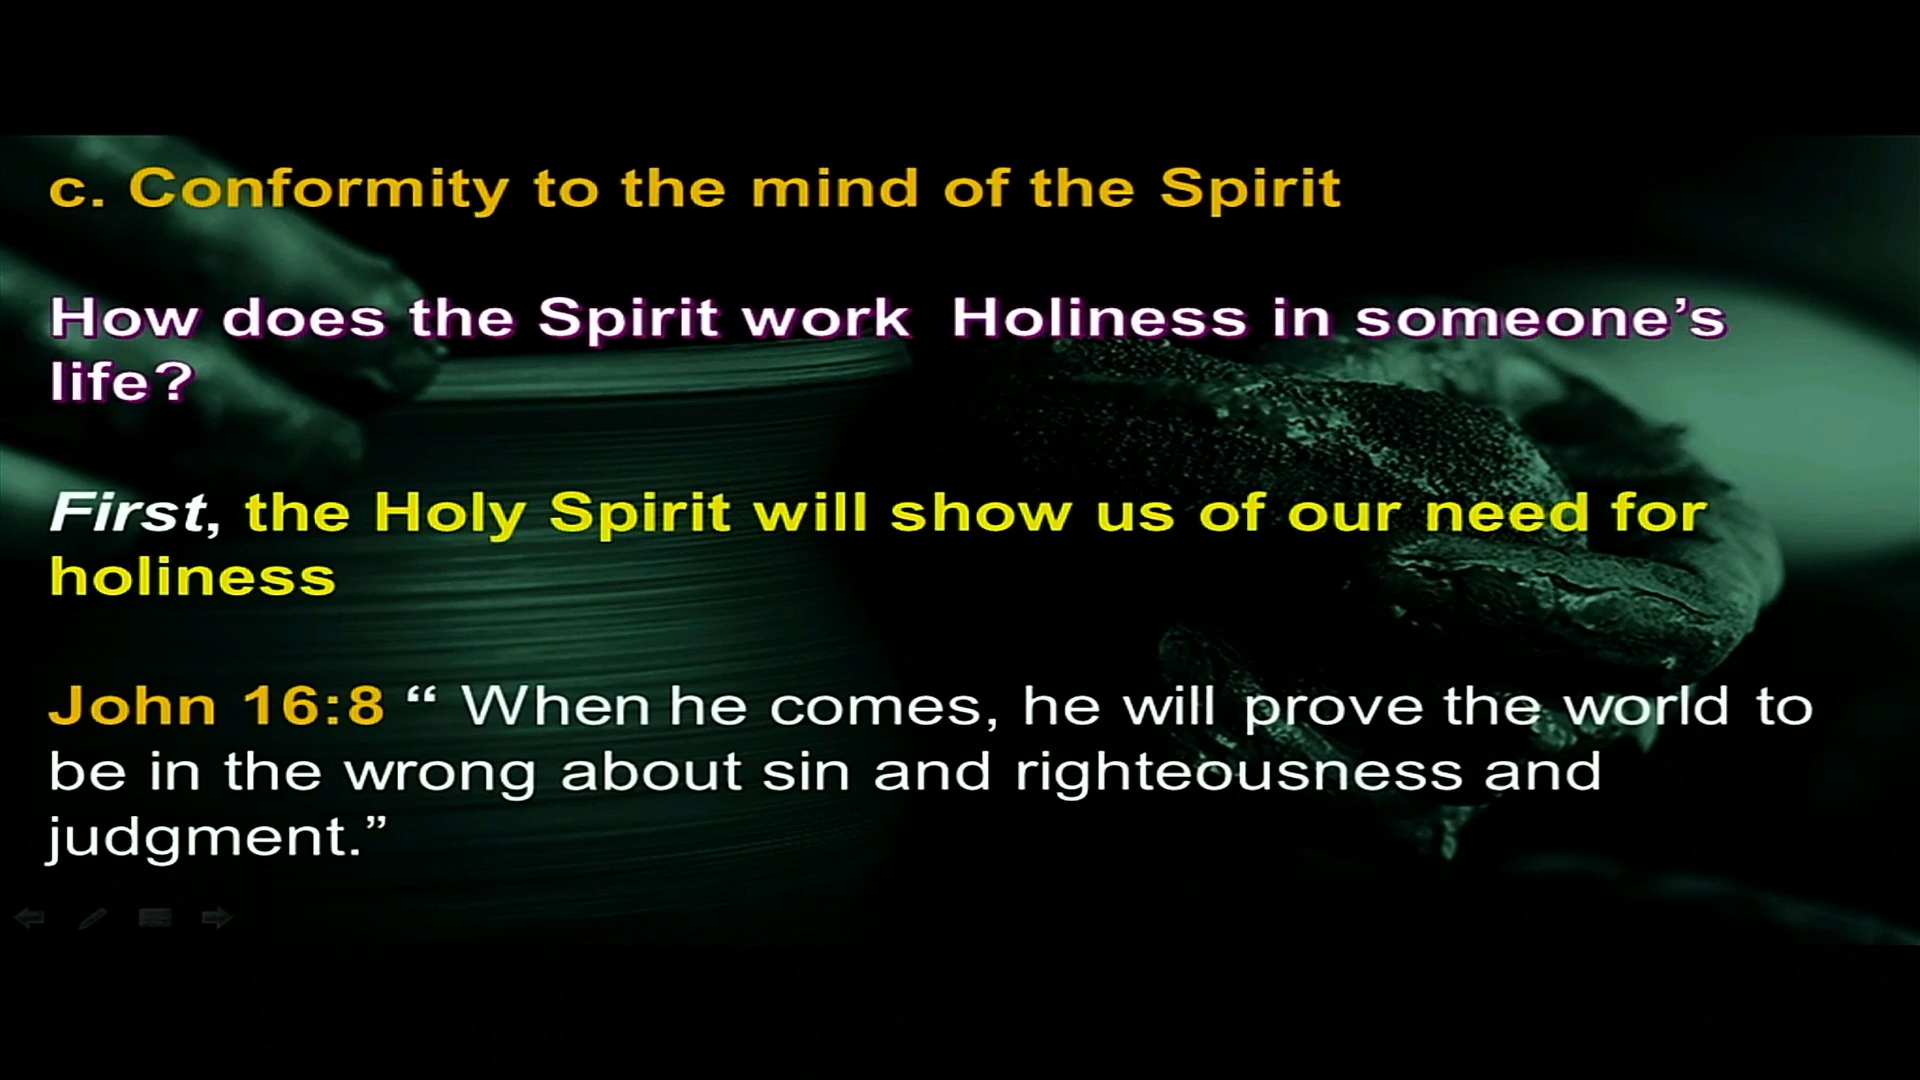 c. Conformity to the mind of the Spirit
How does the Spirit work  Holiness in someone’s
life?
First, the Holy Spirit will show us of our need for
holiness
John 16:8 “ When he comes, he will prove the world to
be in the wrong about sin and righteousness and
judgment.”